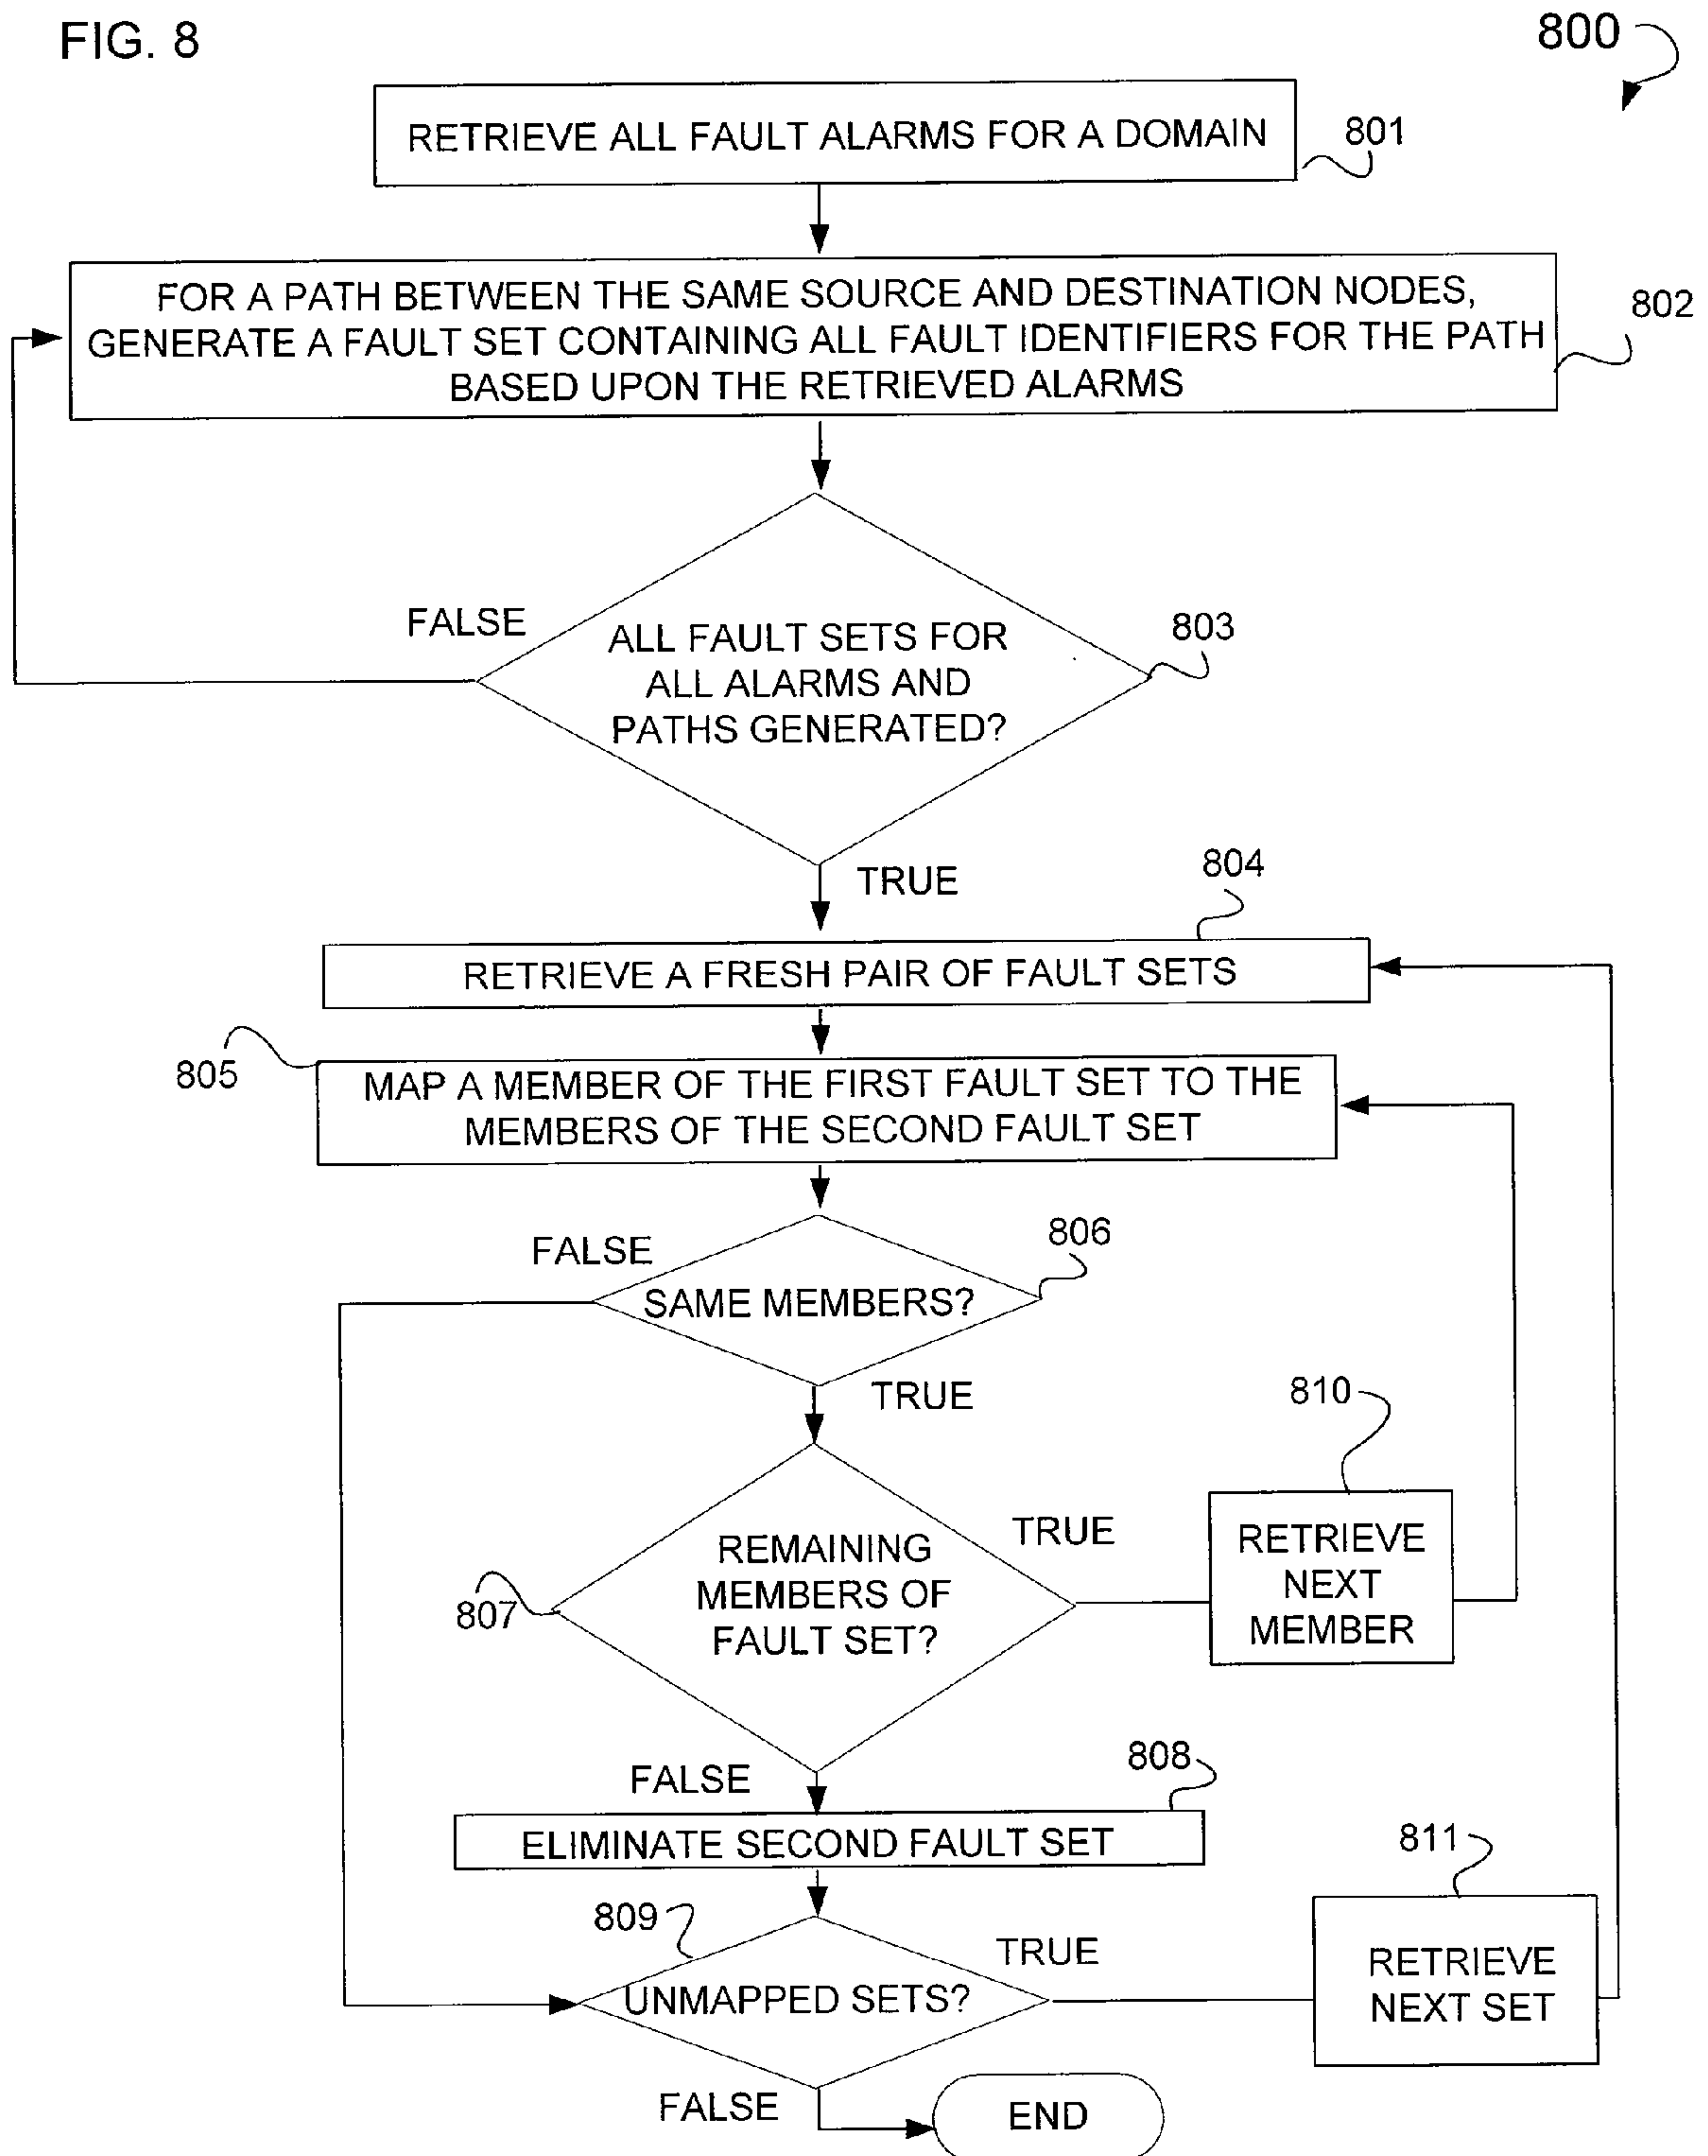 FIG. 8
800
RETRIEVE ALL FAULT ALARMS FOR A DOMAIN
801
FOR A PATH BETWEEN THE SAME SOURCE AND DESTINATION NODES,
GENERATE A FAULT SET CONTAINING ALL FAULT IDENTIFIERS FOR THE PATH
BASED UPON THE RETRIEVED ALARMS
802
FALSE
ALL FAULT SETS FOR
ALL ALARMS AND
PATHS GENERATED?
803
TRUE
804
RETRIEVE A FRESH PAIR OF FAULT SETS
805
MAP A MEMBER OF THE FIRST FAULT SET TO THE
MEMBERS OF THE SECOND FAULT SET
FALSE
806
SAME MEMBERS?
TRUE
810
REMAINING
MEMBERS OF
FAULT SET?
TRUE
807
RETRIEVE
NEXT
MEMBER
FALSE
808
ELIMINATE SECOND FAULT SET
811
809
TRUE
UNMAPPED SETS?
RETRIEVE
NEXT SET
FALSE
END